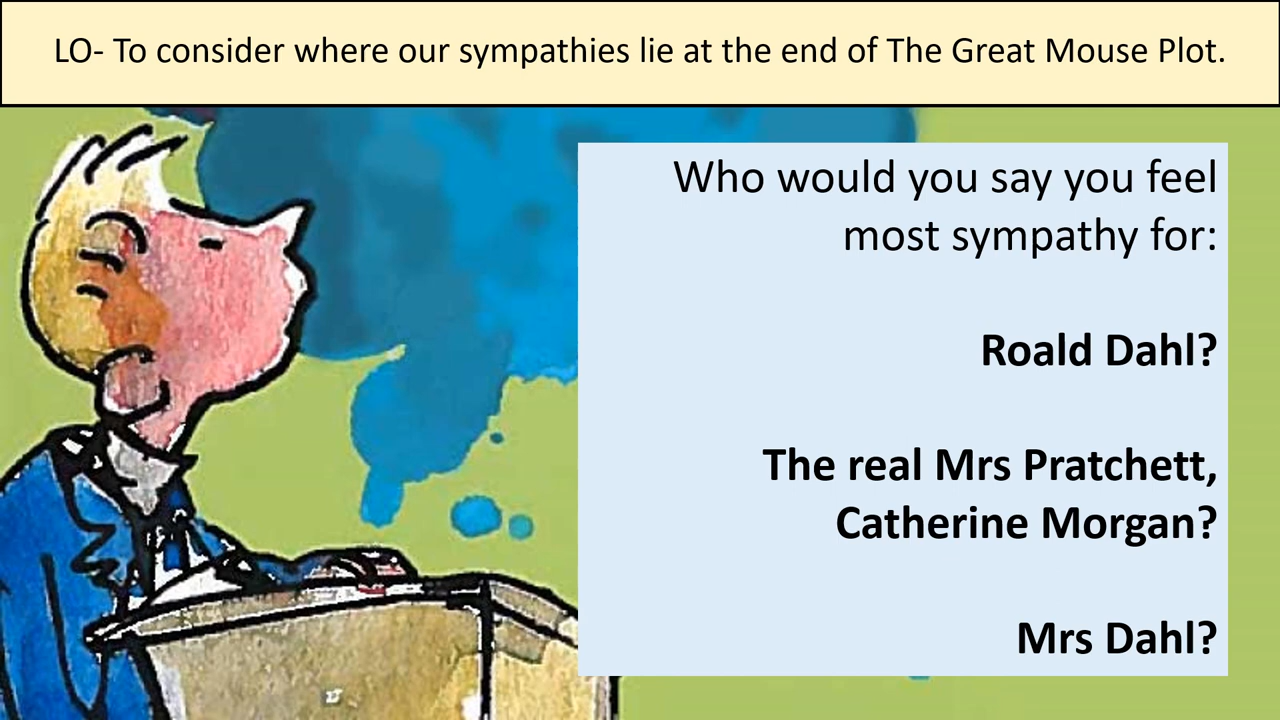 LO- To consider where our sympathies lie at the end of The Great Mouse Plot.
Who would you say you feel
most sympathy for:
Roald Dahl?
The real Mrs Pratchett,
Catherine Morgan?
Mrs Dahl?